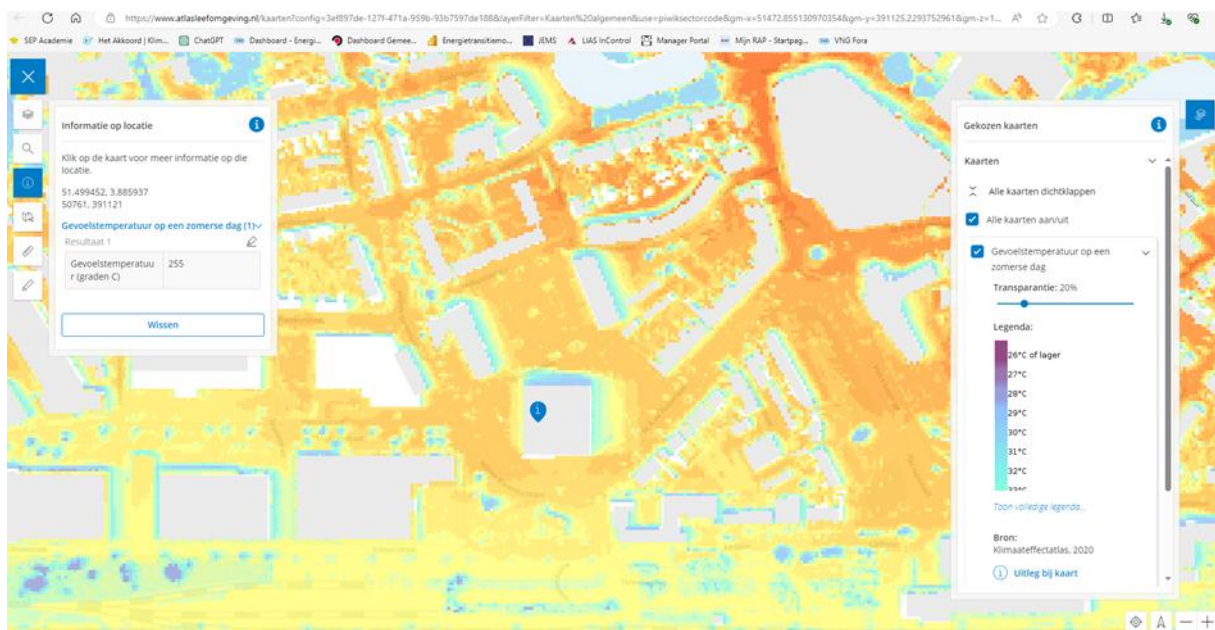 https://www.atlasleefomgeving.nl/kaarten?config=3ef897de-127f-471a-959b-93b7597de188&layerFilter=Kaarten%20algemeen&use=piwiksectorcode&gm-x=51472.855130970354&gm-y=391125.2293752961&gm-z=1...
SEP Academie
Het Akkoord | Klim...
ChatGPT
Dashboard - Energi...
Dashboard Gemee...
Energietransitiemo...
JEMS
LIAS InControl
Manager Portal
Mijn RAP - Startpag...
VNG Fora
Informatie op locatie
Klik op de kaart voor meer informatie op die
locatie.
51,499452, 3.885937
50761, 391121
Gevoelstemperatuur op een zomerse dag (1)
Resultaat 1
Gevoelstemperatuu
r (graden C)
255
Wissen
Gekozen kaarten
Kaarten
Alle kaarten dichtklappen
Alle kaarten aan/uit
Gevoelstemperatuur op een
zomerse dag
Transparantie: 20%
Legenda:
26°C of lager
27°C
28°C
29°C
30°C
31°C
32°C
33°C
Toon volledige legenda...
Bron:
Klimaateffectatlas, 2020
Uitleg bij kaart